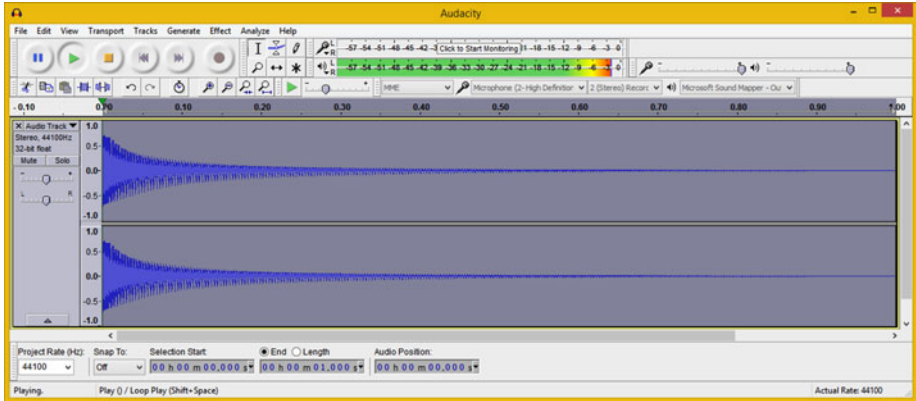 Audacity
File Edit View Transport Tracks Generate Effect Analyze Help
L R -57 -54 -51 -48 -45 -42 -3 Click to Start Monitoring 1 -18 -15 -12 -9 -6 -3 0
L R -57 -54 -51 -48 -45 -42 -39 -36 -33 -30 -27 -24 -21 -18 -15 -12 -9 -6 -3 0
MME Microphone (2- High Definitior 2 (Stereo) Recorc Microsoft Sound Mapper - Ou
-0.10 0.00 0.10 0.20 0.30 0.40 0.50 0.60 0.70 0.80 0.90 1.00
X Audio Track 1.0
Stereo, 44100Hz
32-bit float 0.5
Mute Solo
- + 0.0
L R -0.5
-1.0
1.0
0.5
0.0
-0.5
-1.0
Project Rate (Hz): Snap To: Selection Start: End Length Audio Position:
44100 Off 00 h 00 m 00,000 s 00 h 00 m 01,000 s 00 h 00 m 00,000 s
Playing. Play () / Loop Play (Shift+Space) Actual Rate: 44100